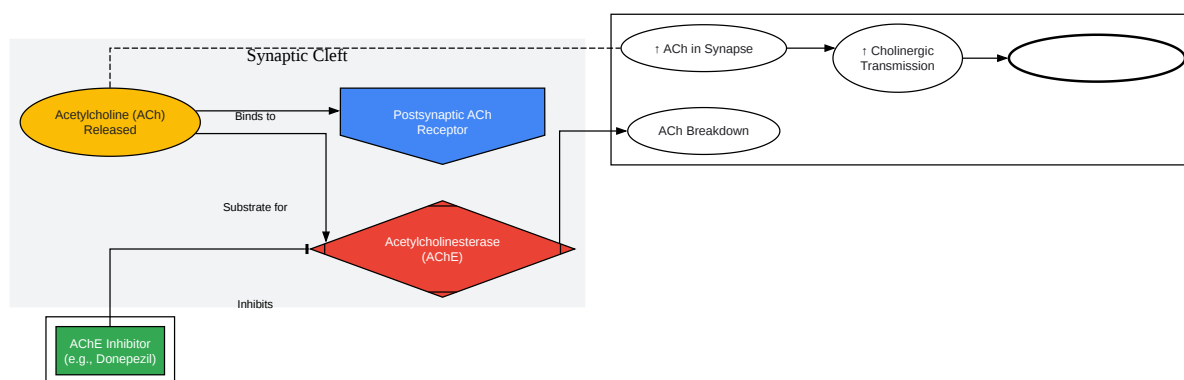 Synaptic Cleft
Acetylcholine (ACh)
Released
Binds to
Postsynaptic ACh
Receptor
Substrate for
Acetylcholinesterase
(AChE)
Inhibits
AChE Inhibitor
(e.g., Donepezil)
↑ ACh in Synapse
↑ Cholinergic
Transmission
ACh Breakdown